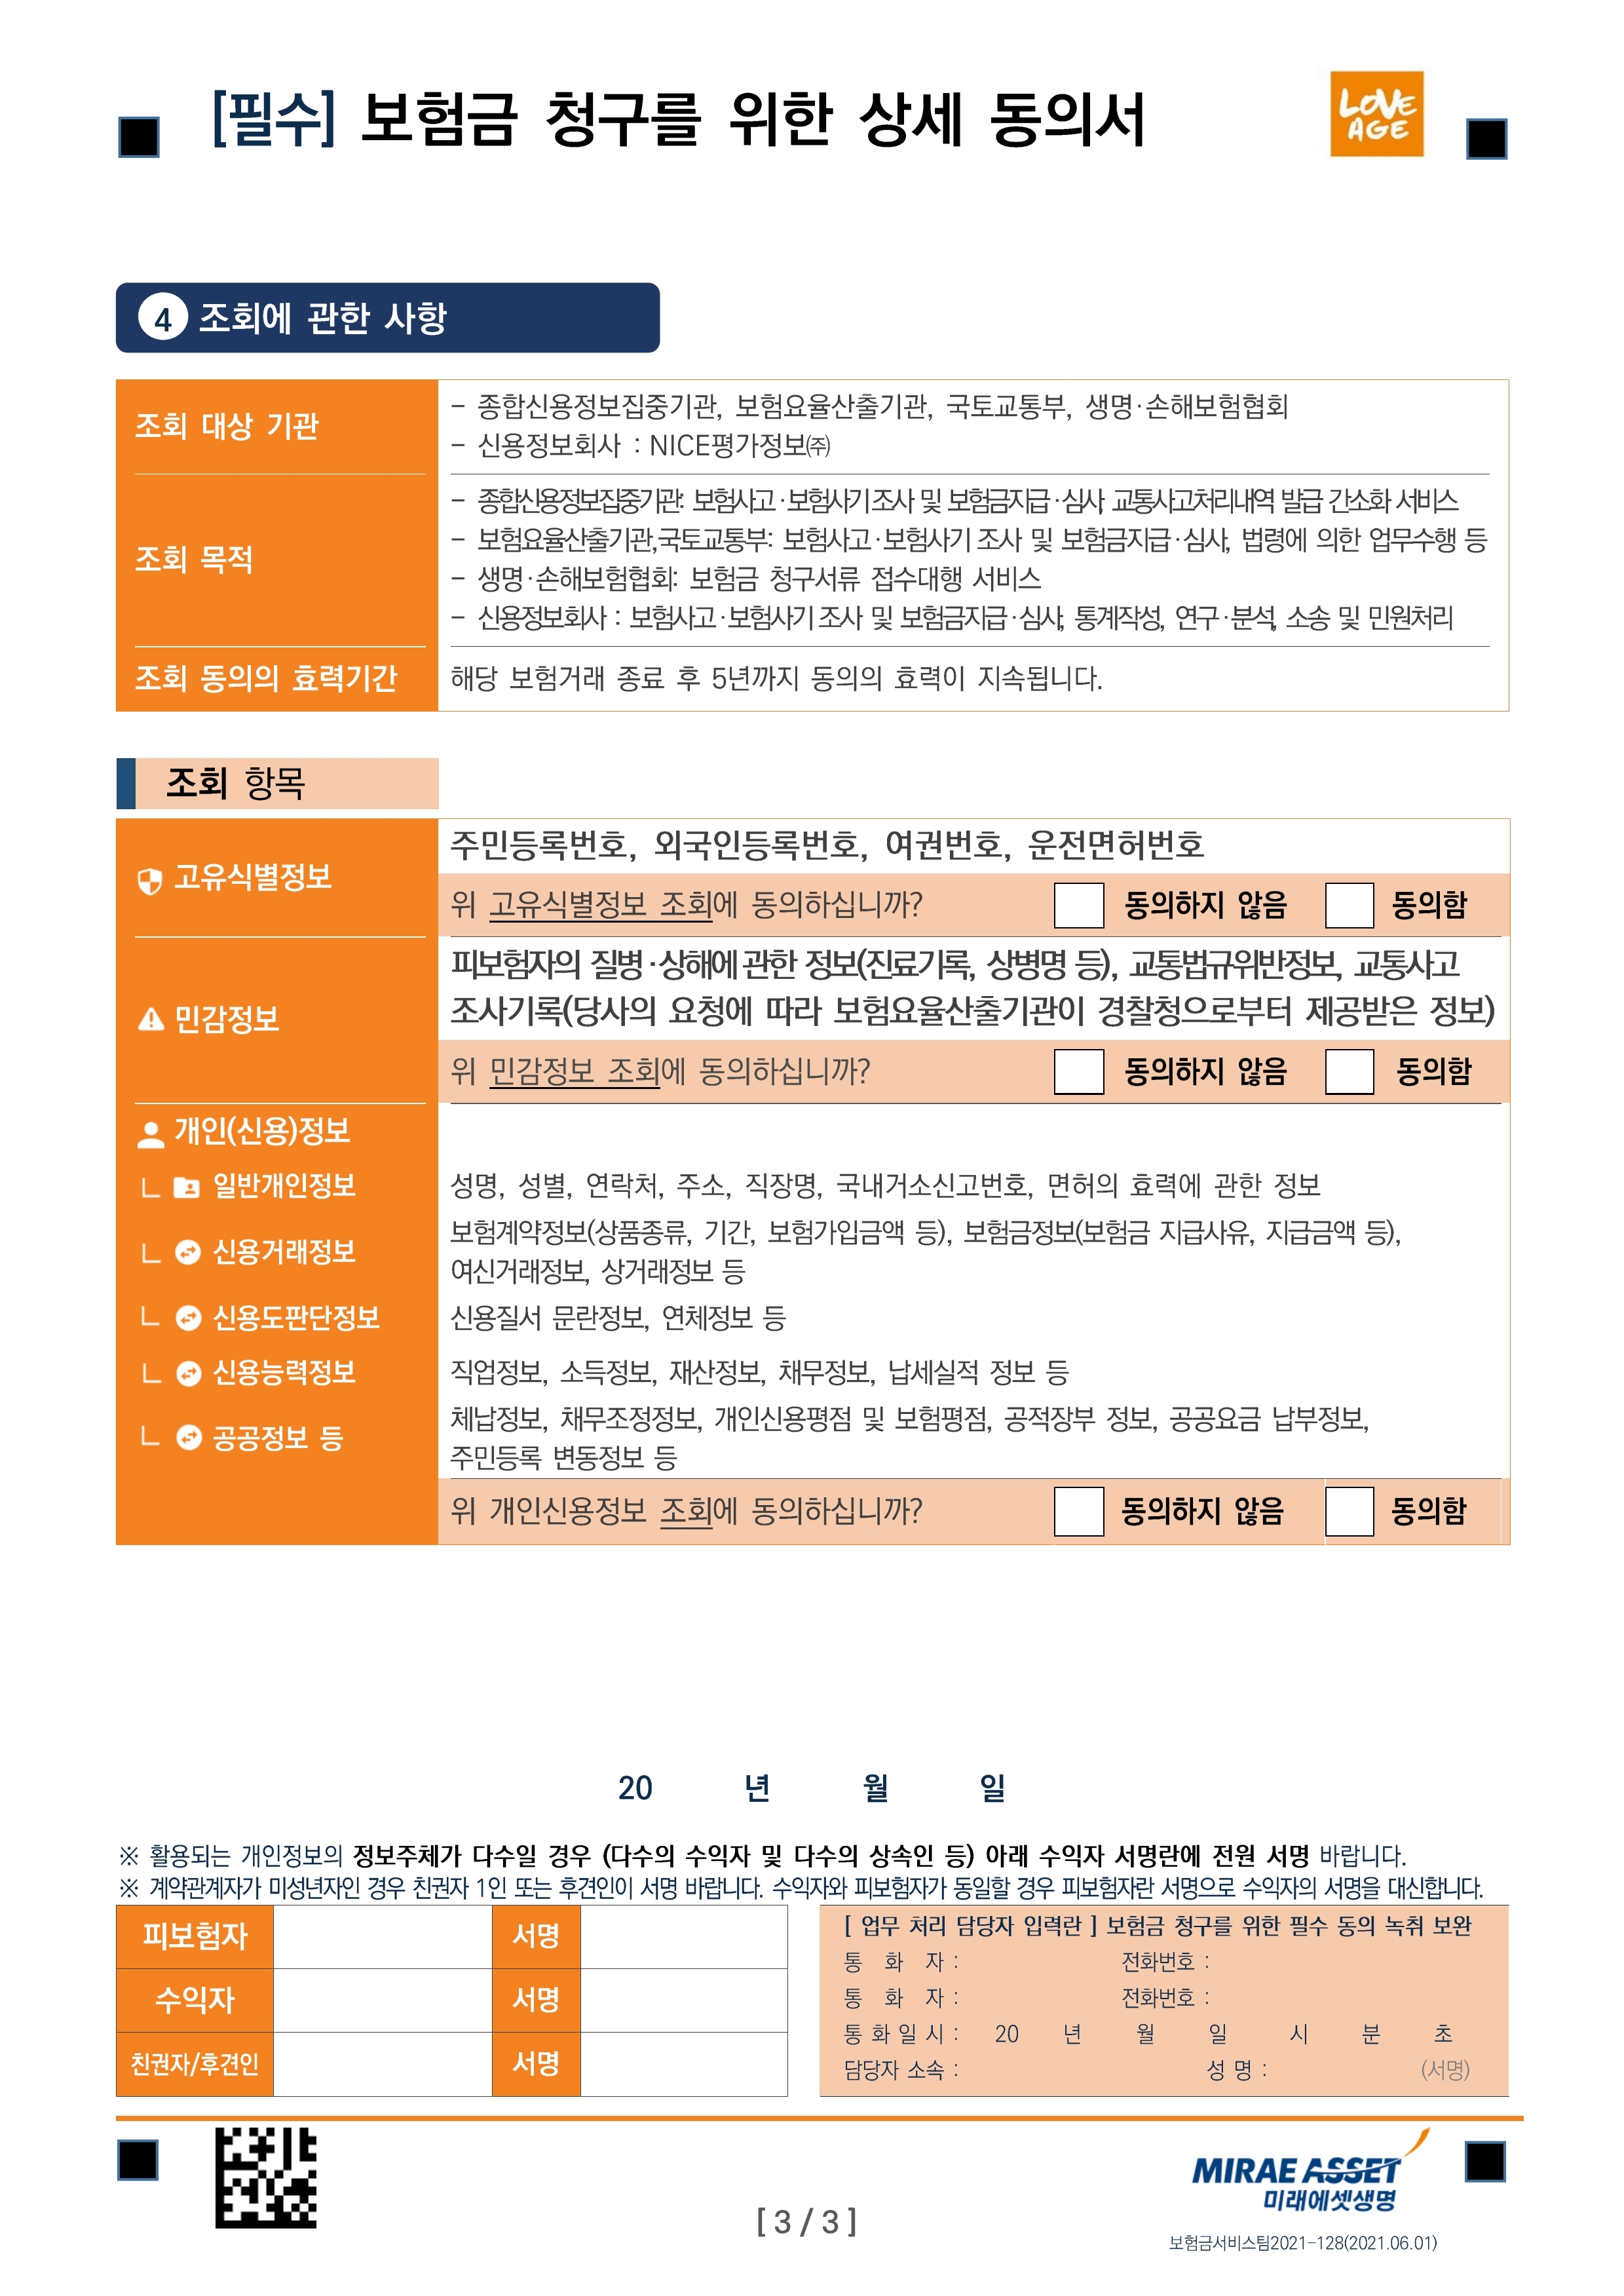 [필수] 보험금 청구를 위한 상세 동의서
LOVE
AGE
4 조회에 관한 사항
조회 대상 기관
- 종합신용정보집중기관, 보험요율산출기관, 국토교통부, 생명·손해보험협회
- 신용정보회사 : NICE평가정보㈜
조회 목적
- 종합신용정보집중기관: 보험사고·보험사기 조사 및 보험금지급·심사, 교통사고처리내역 발급 간소화 서비스
- 보험요율산출기관,국토교통부: 보험사고·보험사기 조사 및 보험금지급·심사, 법령에 의한 업무수행 등
- 생명·손해보험협회: 보험금 청구서류 접수대행 서비스
- 신용정보회사 : 보험사고·보험사기 조사 및 보험금지급·심사, 통계작성, 연구·분석, 소송 및 민원처리
조회 동의의 효력기간
해당 보험거래 종료 후 5년까지 동의의 효력이 지속됩니다.
조회 항목
고유식별정보
주민등록번호, 외국인등록번호, 여권번호, 운전면허번호
위 고유식별정보 조회에 동의하십니까? 동의하지 않음 동의함
민감정보
피보험자의 질병·상해에 관한 정보(진료기록, 상병명 등), 교통법규위반정보, 교통사고
조사기록(당사의 요청에 따라 보험요율산출기관이 경찰청으로부터 제공받은 정보)
위 민감정보 조회에 동의하십니까? 동의하지 않음 동의함
개인(신용)정보
일반개인정보
성명, 성별, 연락처, 주소, 직장명, 국내거소신고번호, 면허의 효력에 관한 정보
신용거래정보
보험계약정보(상품종류, 기간, 보험가입금액 등), 보험금정보(보험금 지급사유, 지급금액 등),
여신거래정보, 상거래정보 등
신용도판단정보
신용질서 문란정보, 연체정보 등
신용능력정보
직업정보, 소득정보, 재산정보, 채무정보, 납세실적 정보 등
공공정보 등
체납정보, 채무조정정보, 개인신용평점 및 보험평점, 공적장부 정보, 공공요금 납부정보,
주민등록 변동정보 등
위 개인신용정보 조회에 동의하십니까? 동의하지 않음 동의함
20 년 월 일
※ 활용되는 개인정보의 정보주체가 다수일 경우 (다수의 수익자 및 다수의 상속인 등) 아래 수익자 서명란에 전원 서명 바랍니다.
※ 계약관계자가 미성년자인 경우 친권자 1인 또는 후견인이 서명 바랍니다. 수익자와 피보험자가 동일할 경우 피보험자란 서명으로 수익자의 서명을 대신합니다.
피보험자 서명
수익자 서명
친권자/후견인 서명
[ 업무 처리 담당자 입력란 ] 보험금 청구를 위한 필수 동의 녹취 보완
통 화 자 : 전화번호 :
통 화 자 : 전화번호 :
통 화 일 시 : 20 년 월 일 시 분 초
담당자 소속 : 성 명 : (서명)
MIRAE ASSET
미래에셋생명
[ 3 / 3 ]
보험금서비스팀2021-128(2021.06.01)